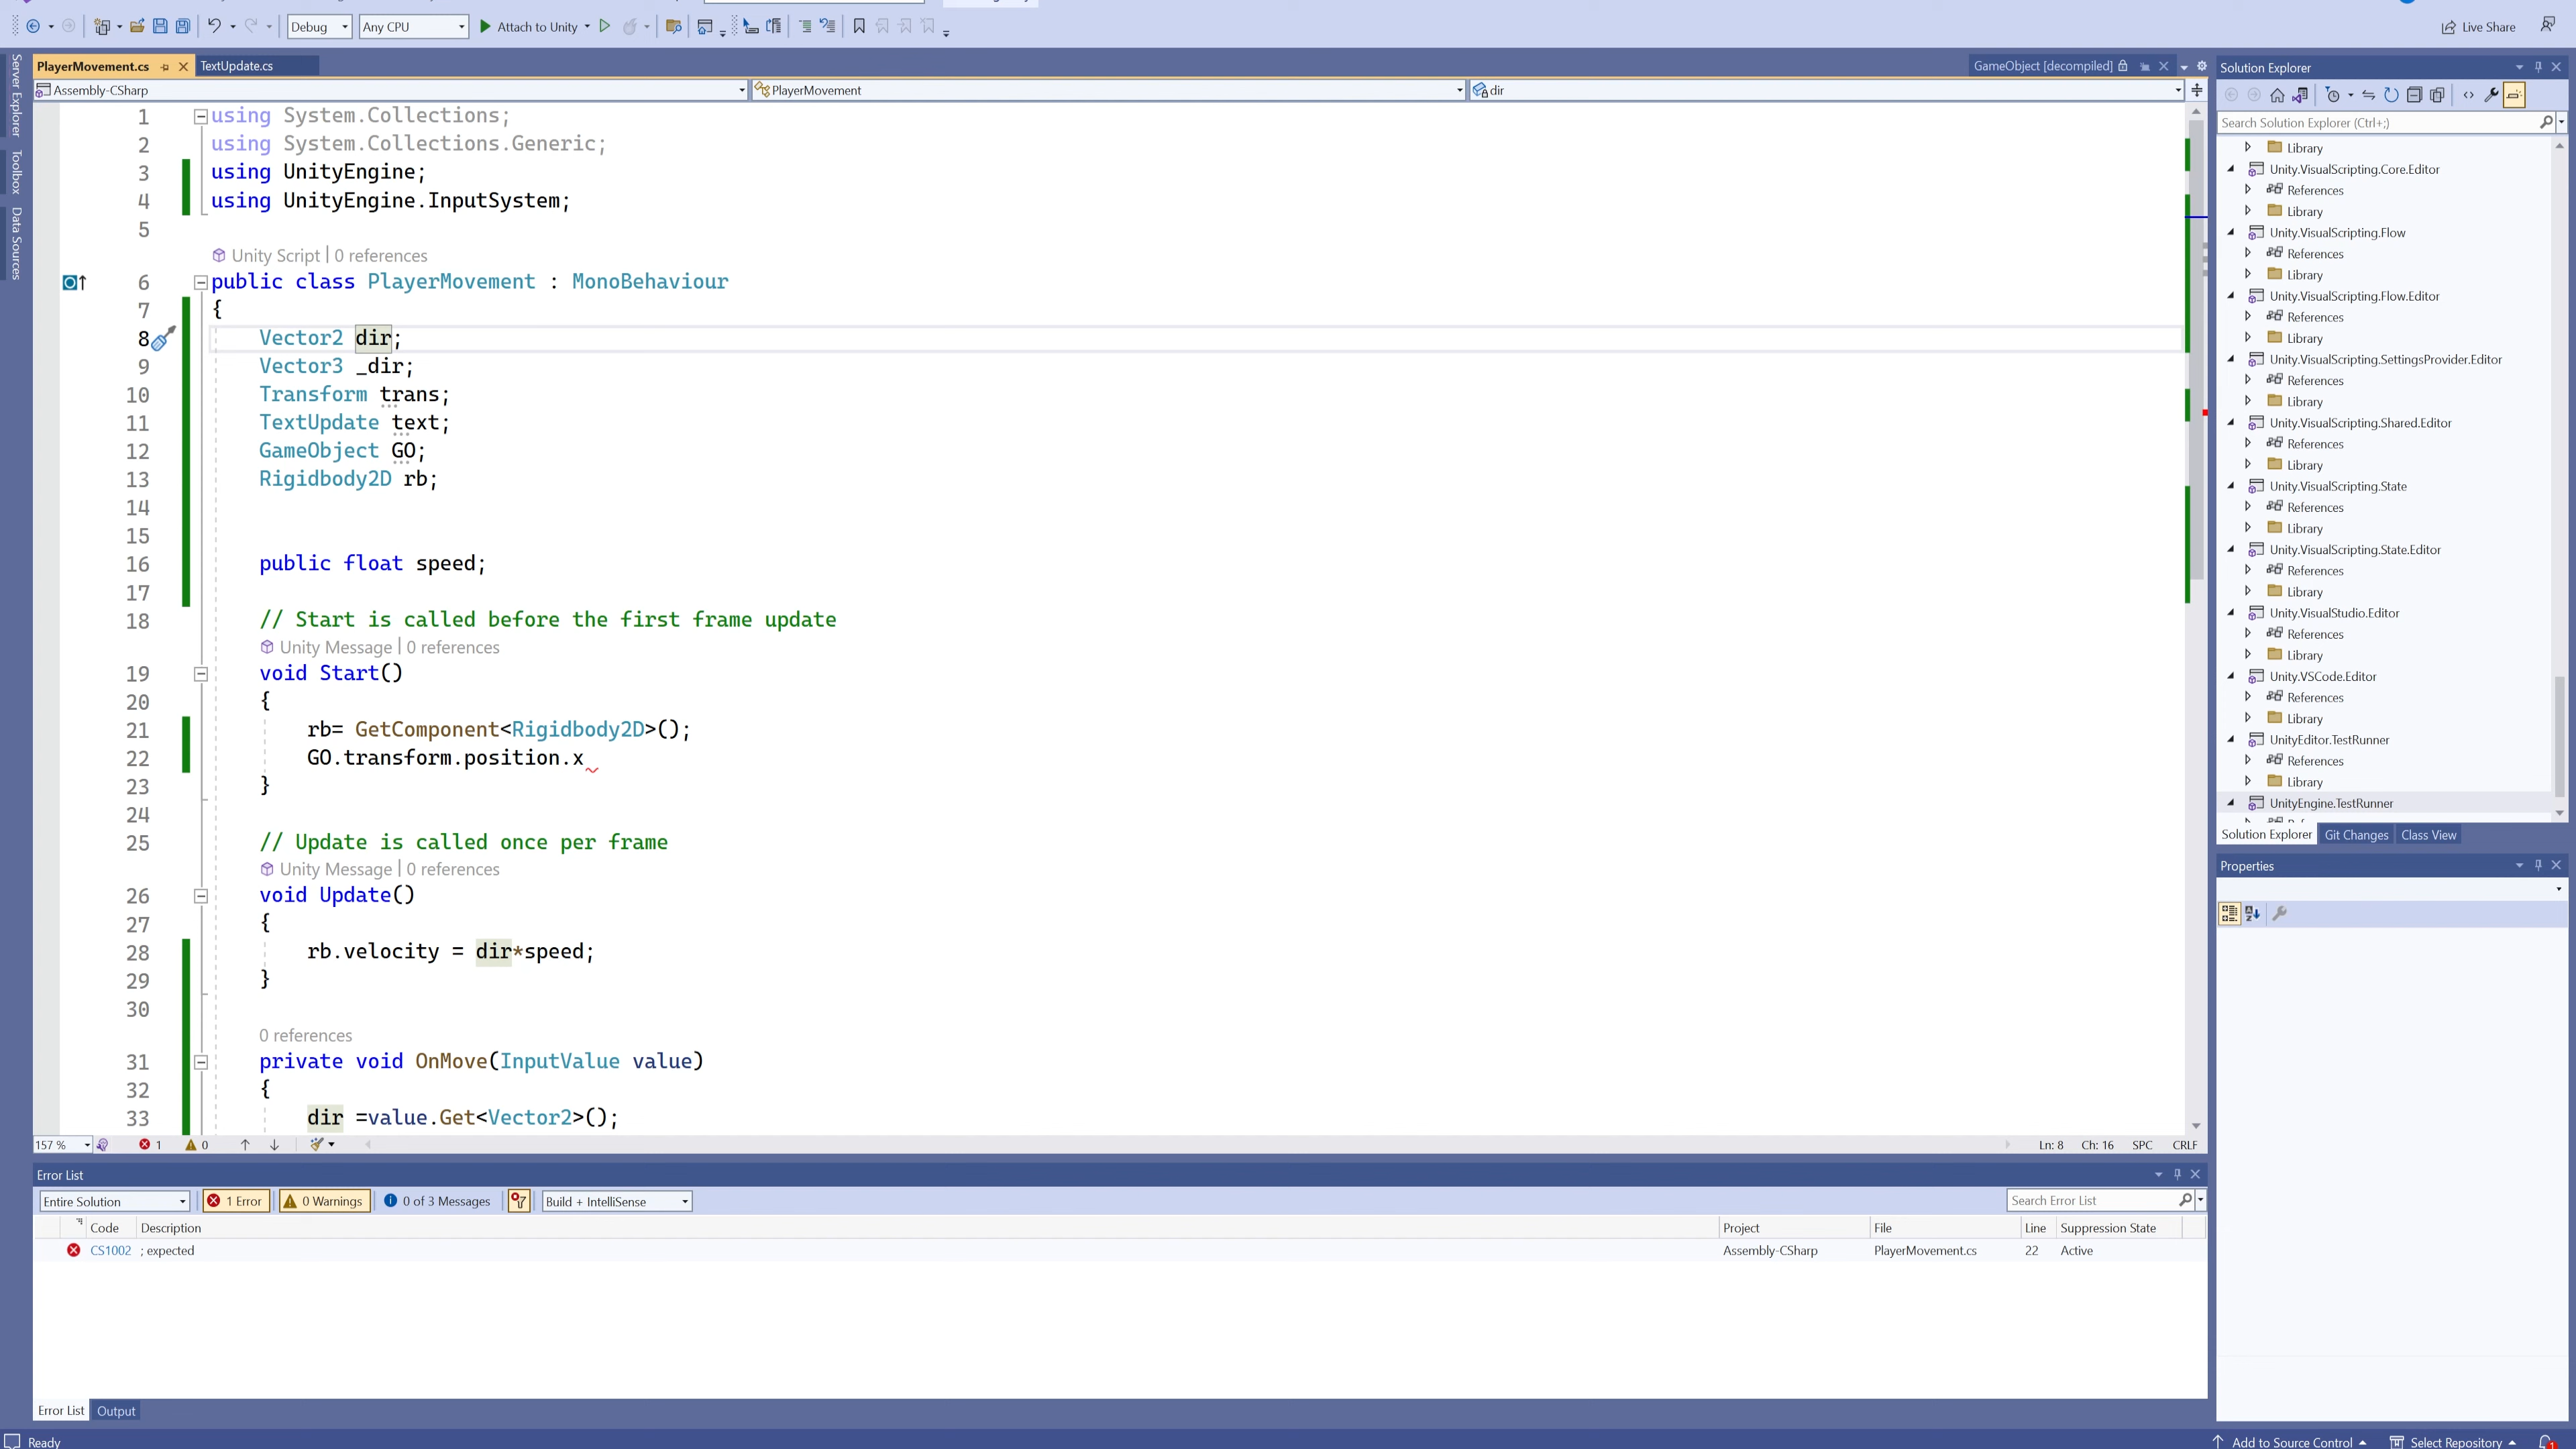 Debug
Any CPU
Attach to Unity
Live Share
Server Explorer
Toolbox
Data Sources
PlayerMovement.cs
TextUpdate.cs
GameObject [decompiled]
Assembly-CSharp
PlayerMovement
dir
1 using System.Collections;
2 using System.Collections.Generic;
3 using UnityEngine;
4 using UnityEngine.InputSystem;
5
Unity Script | 0 references
6 public class PlayerMovement : MonoBehaviour
7 {
8 Vector2 dir;
9 Vector3 _dir;
10 Transform trans;
11 TextUpdate text;
12 GameObject GO;
13 Rigidbody2D rb;
14
15
16 public float speed;
17
18 // Start is called before the first frame update
Unity Message | 0 references
19 void Start()
20 {
21 rb= GetComponent<Rigidbody2D>();
22 GO.transform.position.x
23 }
24
25 // Update is called once per frame
Unity Message | 0 references
26 void Update()
27 {
28 rb.velocity = dir*speed;
29 }
30
0 references
31 private void OnMove(InputValue value)
32 {
33 dir =value.Get<Vector2>();
157 %
1
0
Ln: 8
Ch: 16
SPC
CRLF
Error List
Entire Solution
1 Error
0 Warnings
0 of 3 Messages
Build + IntelliSense
Search Error List
Code
Description
Project
File
Line
Suppression State
CS1002
; expected
Assembly-CSharp
PlayerMovement.cs
22
Active
Error List
Output
Ready
Solution Explorer
Search Solution Explorer (Ctrl+;)
Library
Unity.VisualScripting.Core.Editor
References
Library
Unity.VisualScripting.Flow
References
Library
Unity.VisualScripting.Flow.Editor
References
Library
Unity.VisualScripting.SettingsProvider.Editor
References
Library
Unity.VisualScripting.Shared.Editor
References
Library
Unity.VisualScripting.State
References
Library
Unity.VisualScripting.State.Editor
References
Library
Unity.VisualStudio.Editor
References
Library
Unity.VSCode.Editor
References
Library
UnityEditor.TestRunner
References
Library
UnityEngine.TestRunner
Solution Explorer
Git Changes
Class View
Properties
Add to Source Control
Select Repository